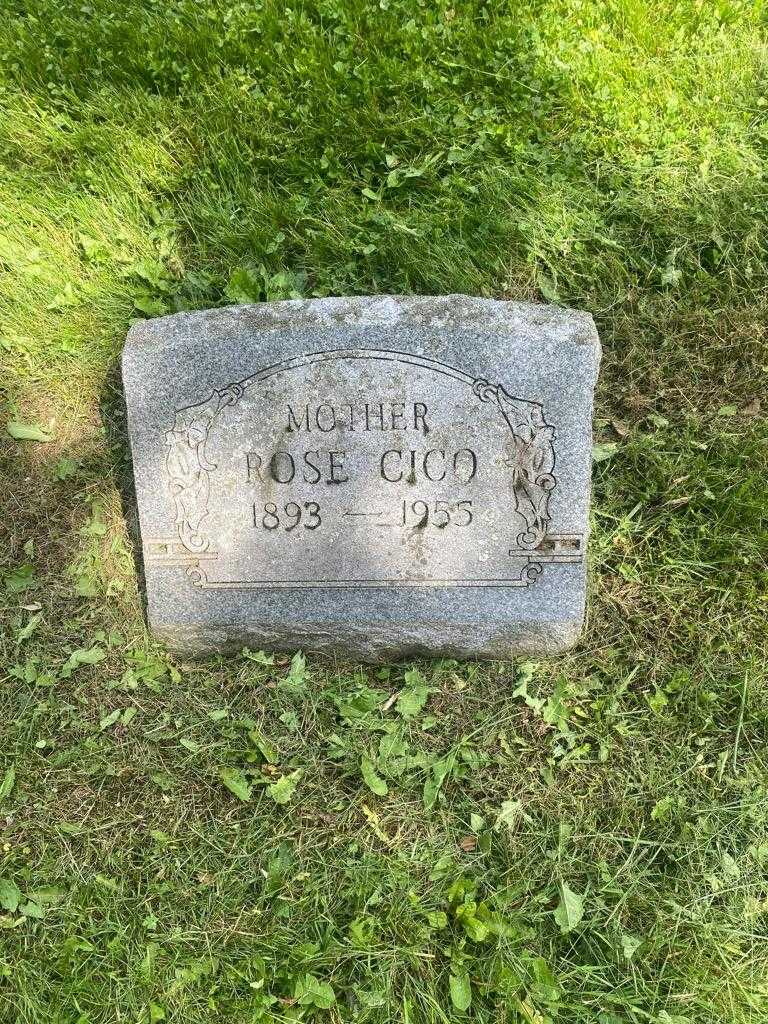 MOTHER
ROSE CICO
1893 — 1955